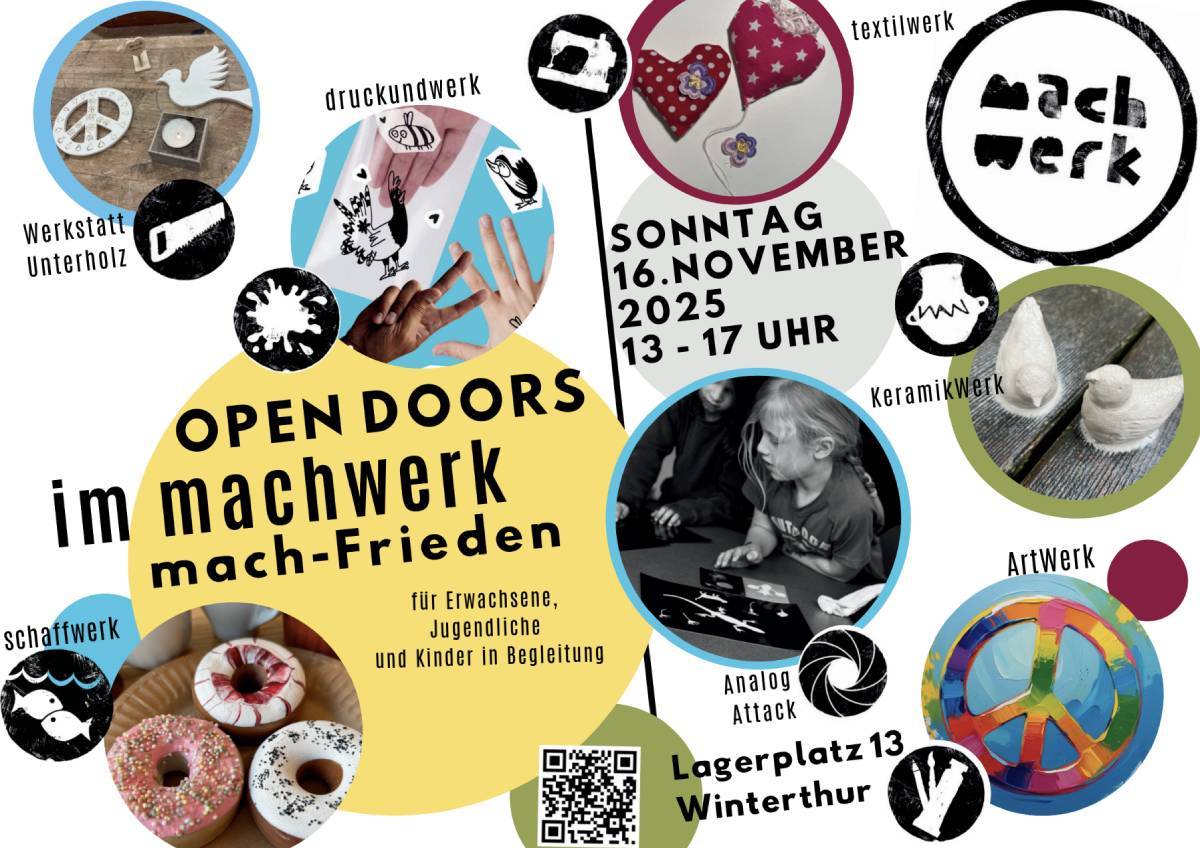 textilwerk
mach
werk
druckundwerk
Werkstatt
Unterholz
SONNTAG
16.NOVEMBER
2025
13 - 17 UHR
KeramikWerk
OPEN DOORS
im machwerk
mach-Frieden
für Erwachsene,
Jugendliche
und Kinder in Begleitung
schaffwerk
ArtWerk
Analog
Attack
Lagerplatz 13
Winterthur